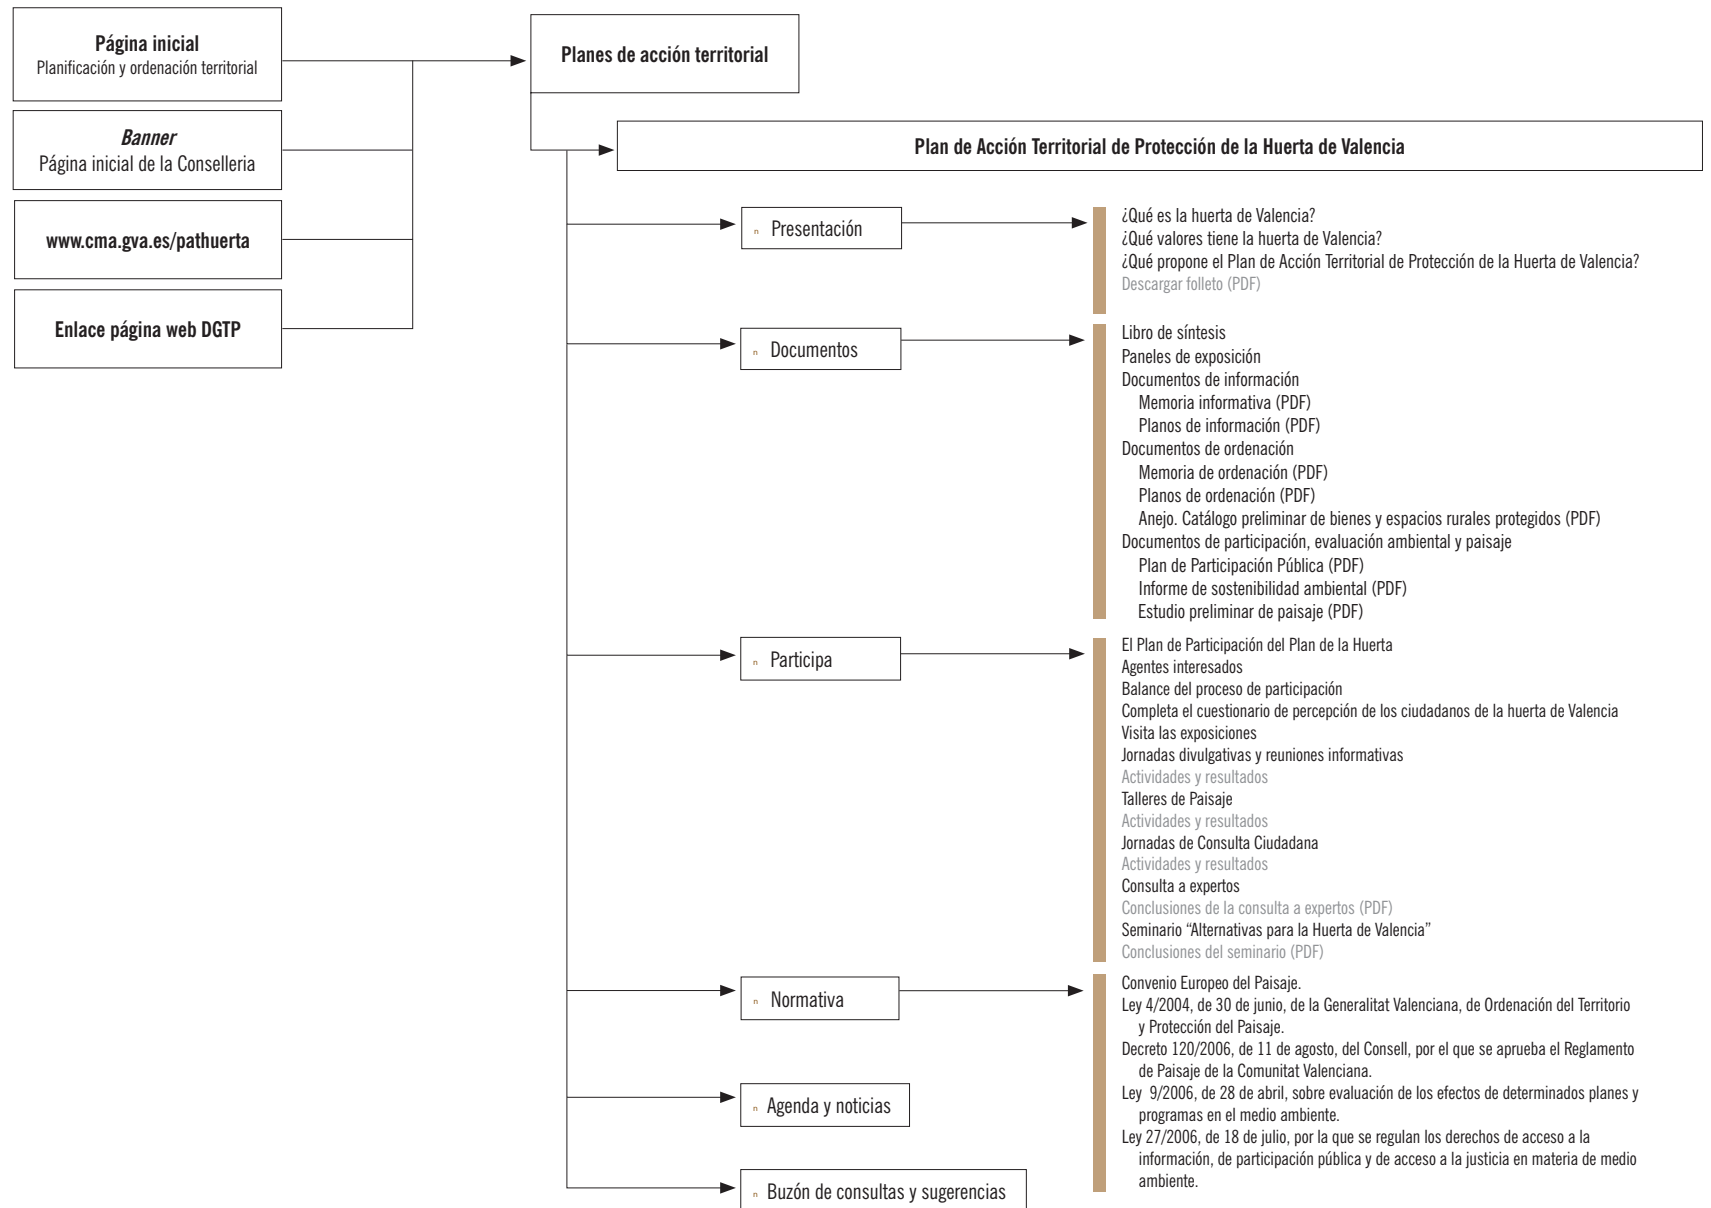 Página inicial
Planificación y ordenación territorial
Banner
Página inicial de la Conselleria
www.cma.gva.es/pathuerta
Enlace página web DGTP
Planes de acción territorial
Plan de Acción Territorial de Protección de la Huerta de Valencia
n Presentación
¿Qué es la huerta de Valencia?
¿Qué valores tiene la huerta de Valencia?
¿Qué propone el Plan de Acción Territorial de Protección de la Huerta de Valencia?
Descargar folleto (PDF)
n Documentos
Libro de síntesis
Paneles de exposición
Documentos de información
Memoria informativa (PDF)
Planos de información (PDF)
Documentos de ordenación
Memoria de ordenación (PDF)
Planos de ordenación (PDF)
Anejo. Catálogo preliminar de bienes y espacios rurales protegidos (PDF)
Documentos de participación, evaluación ambiental y paisaje
Plan de Participación Pública (PDF)
Informe de sostenibilidad ambiental (PDF)
Estudio preliminar de paisaje (PDF)
n Participa
El Plan de Participación del Plan de la Huerta
Agentes interesados
Balance del proceso de participación
Completa el cuestionario de percepción de los ciudadanos de la huerta de Valencia
Visita las exposiciones
Jornadas divulgativas y reuniones informativas
Actividades y resultados
Talleres de Paisaje
Actividades y resultados
Jornadas de Consulta Ciudadana
Actividades y resultados
Consulta a expertos
Conclusiones de la consulta a expertos (PDF)
Seminario “Alternativas para la Huerta de Valencia”
Conclusiones del seminario (PDF)
n Normativa
Convenio Europeo del Paisaje.
Ley 4/2004, de 30 de junio, de la Generalitat Valenciana, de Ordenación del Territorio
y Protección del Paisaje.
Decreto 120/2006, de 11 de agosto, del Consell, por el que se aprueba el Reglamento
de Paisaje de la Comunitat Valenciana.
Ley 9/2006, de 28 de abril, sobre evaluación de los efectos de determinados planes y
programas en el medio ambiente.
Ley 27/2006, de 18 de julio, por la que se regulan los derechos de acceso a la
información, de participación pública y de acceso a la justicia en materia de medio
ambiente.
n Agenda y noticias
n Buzón de consultas y sugerencias